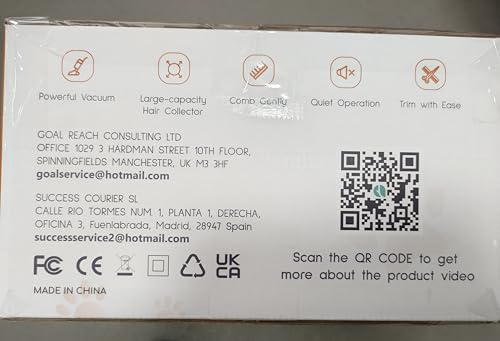 Powerful Vacuum
Large-capacity
Hair Collector
Comb Gently
Quiet Operation
Trim with Ease
GOAL REACH CONSULTING LTD
OFFICE 1029 3 HARDMAN STREET 10TH FLOOR,
SPINNINGFIELDS MANCHESTER, UK M3 3HF
goalservice@hotmail.com
SUCCESS COURIER SL
CALLE RIO TORMES NUM 1, PLANTA 1, DERECHA,
OFICINA 3, Fuenlabrada, Madrid, 28947 Spain
successservice2@hotmail.com
FC CE UK
CA
MADE IN CHINA
Scan the QR CODE to get
more about the product video